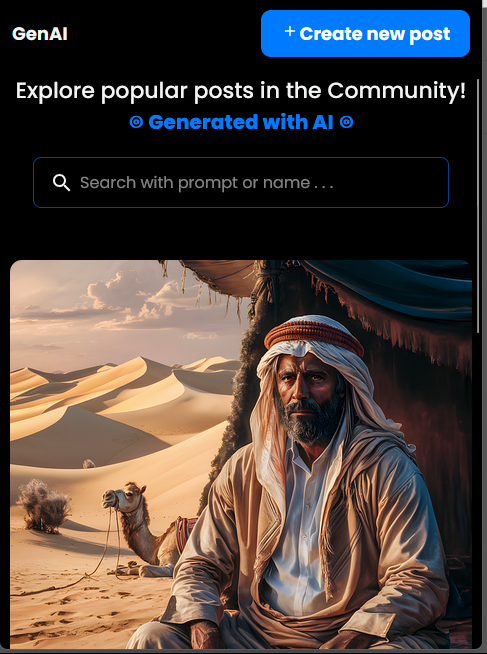 GenAI
+ Create new post
Explore popular posts in the Community!
⊚ Generated with AI ⊚
Search with prompt or name . . .